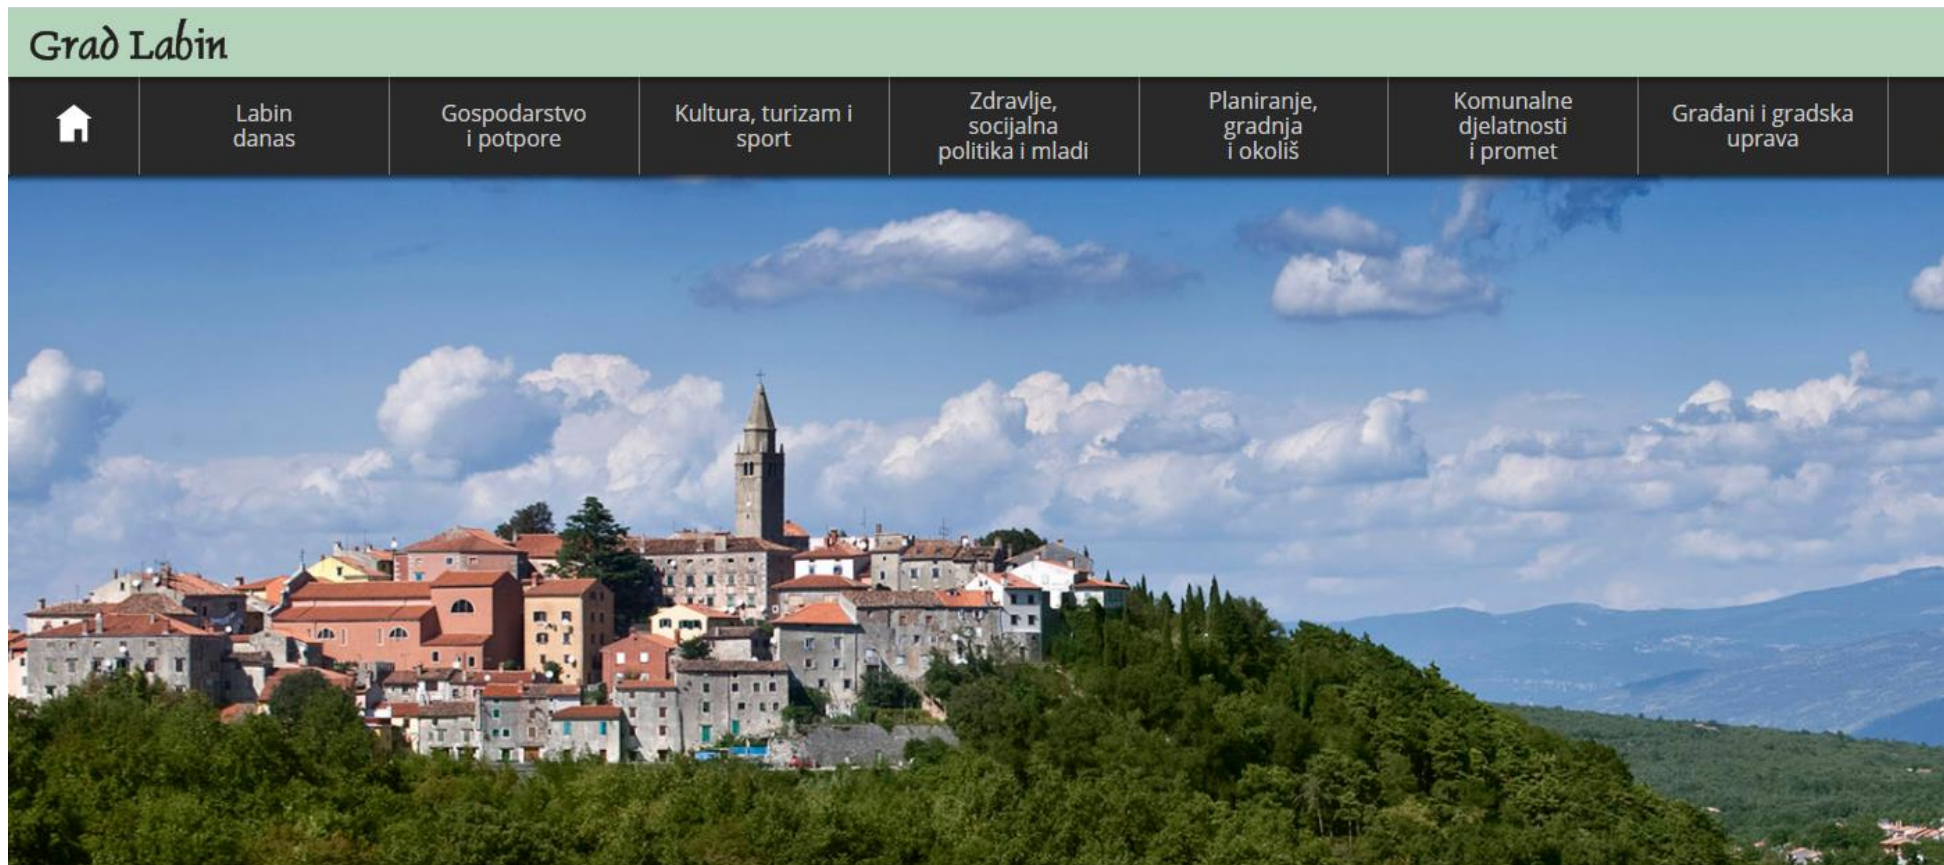 Grad Labin
Labin
danas
Gospodarstvo
i potpore
Kultura, turizam i
sport
Zdravlje,
socijalna
politika i mladi
Planiranje,
gradnja
i okoliš
Komunalne
djelatnosti
i promet
Građani i gradska
uprava